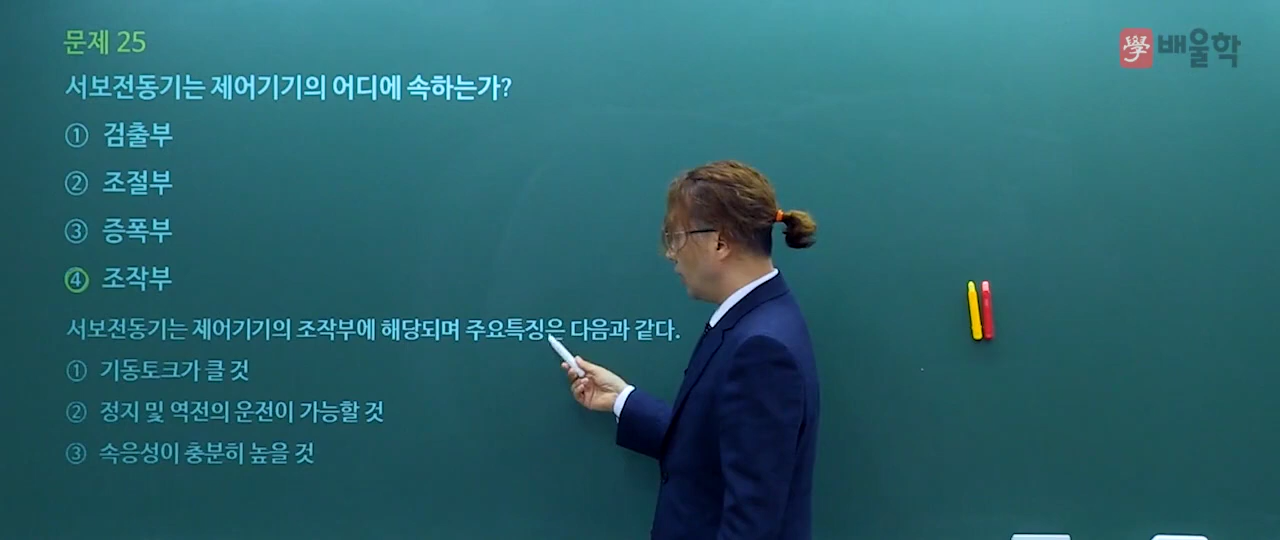 문제 25
學 배울학
서보전동기는 제어기기의 어디에 속하는가?
① 검출부
② 조절부
③ 증폭부
④ 조작부
서보전동기는 제어기기의 조작부에 해당되며 주요특징은 다음과 같다.
① 기동토크가 클 것
② 정지 및 역전의 운전이 가능할 것
③ 속응성이 충분히 높을 것